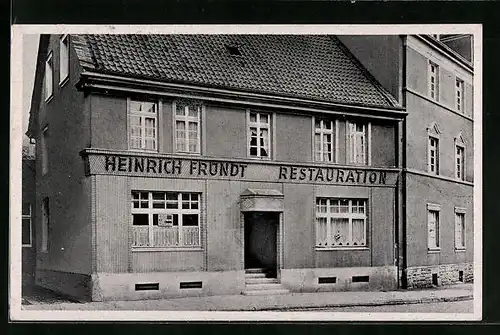 HEINRICH FRÜNDT RESTAURATION